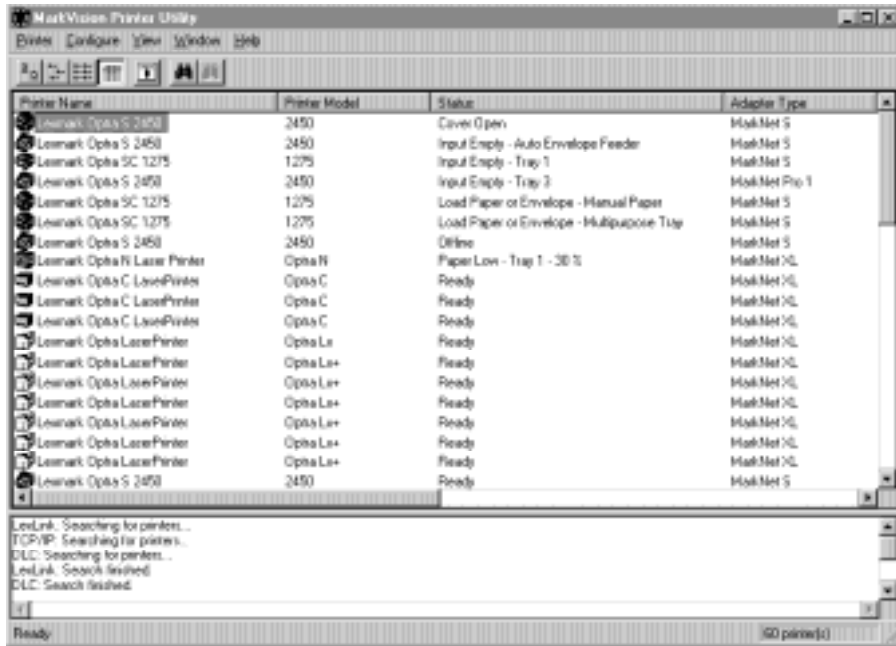 MarkVision Printer Utility
Printer Configure View Window Help
Printer Name Printer Model Status Adapter Type
Lexmark Optra S 2450 2450 Cover Open MarkNet S
Lexmark Optra S 2450 2450 Input Empty - Auto Envelope Feeder MarkNet S
Lexmark Optra SC 1275 1275 Input Empty - Tray 1 MarkNet S
Lexmark Optra S 2450 2450 Input Empty - Tray 3 MarkNet Pro 1
Lexmark Optra SC 1275 1275 Load Paper or Envelope - Manual Paper MarkNet S
Lexmark Optra SC 1275 1275 Load Paper or Envelope - Multipurpose Tray MarkNet S
Lexmark Optra S 2450 2450 Offline MarkNet S
Lexmark Optra N Laser Printer Optra N Paper Low - Tray 1 - 30 % MarkNet XL
Lexmark Optra C LaserPrinter Optra C Ready MarkNet XL
Lexmark Optra C LaserPrinter Optra C Ready MarkNet XL
Lexmark Optra C LaserPrinter Optra C Ready MarkNet XL
Lexmark Optra LaserPrinter Optra Lx Ready MarkNet XL
Lexmark Optra LaserPrinter Optra Lx+ Ready MarkNet XL
Lexmark Optra LaserPrinter Optra Lx+ Ready MarkNet XL
Lexmark Optra LaserPrinter Optra Lx+ Ready MarkNet XL
Lexmark Optra LaserPrinter Optra Lx+ Ready MarkNet XL
Lexmark Optra LaserPrinter Optra Lx+ Ready MarkNet XL
Lexmark Optra LaserPrinter Optra Lx+ Ready MarkNet XL
Lexmark Optra S 2450 2450 Ready MarkNet S
LexLink: Searching for printers...
TCP/IP: Searching for printers...
DLC: Searching for printers...
LexLink: Search finished.
DLC: Search finished.
Ready 60 printer(s)